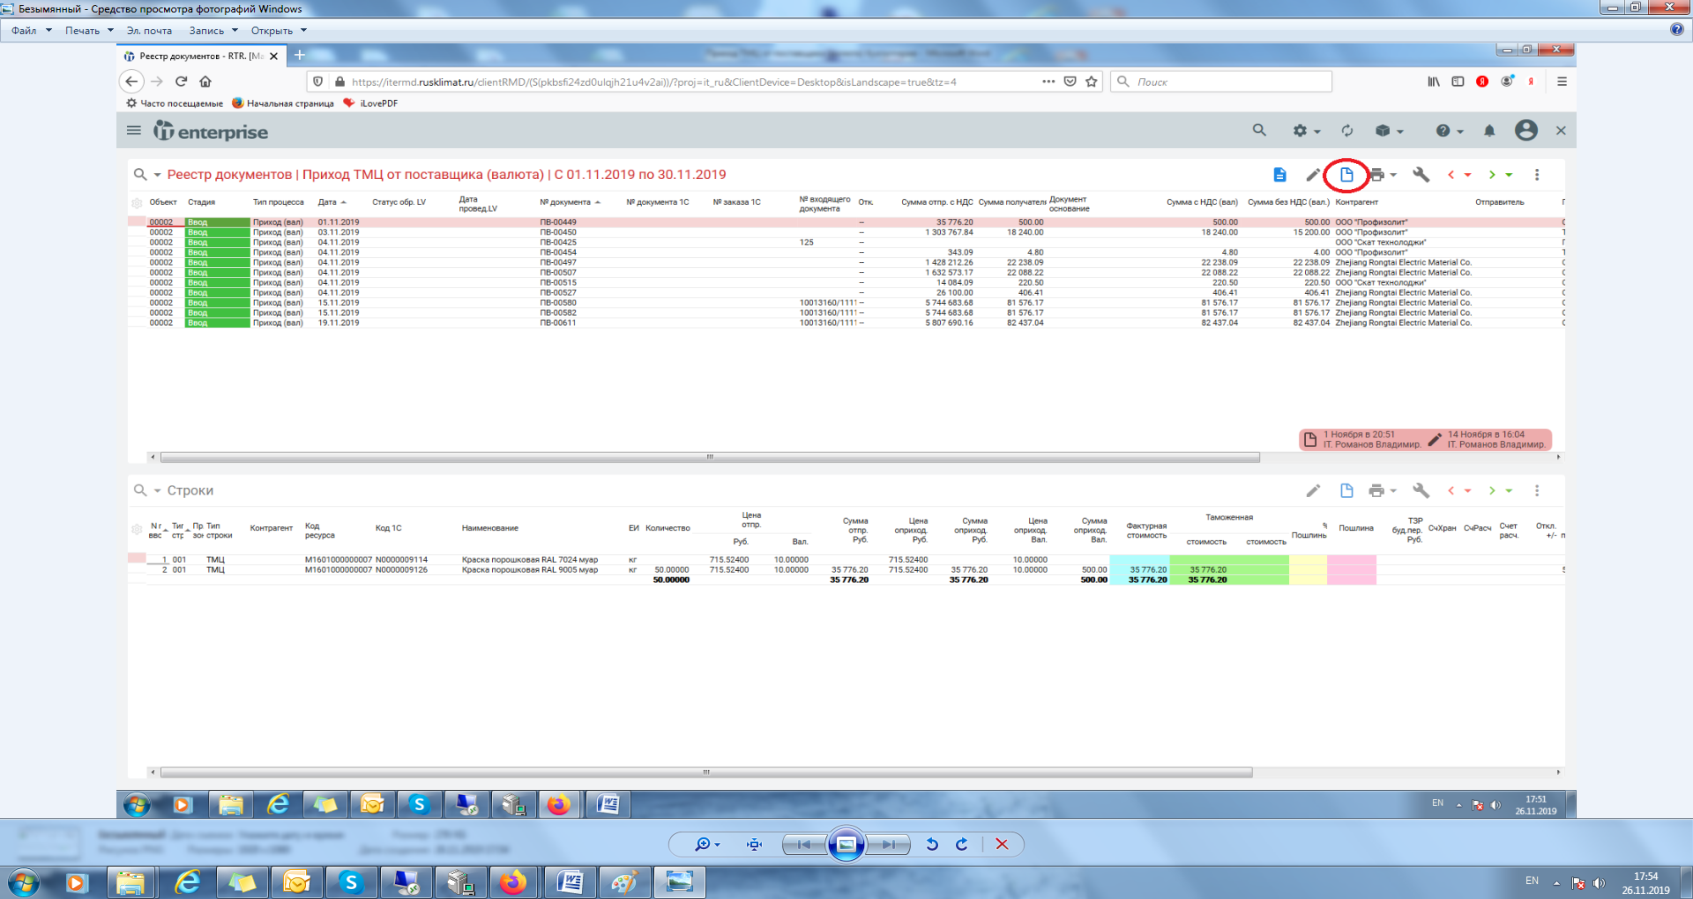 Безымянный - Средство просмотра фотографий Windows
Файл Печать Эл. почта Запись Открыть
Реестр документов - RTR. [Ма
https://itermd.rusklimat.ru/clientRMD/(S(pkbsfi24zd0ulqjh21u4v2ai))/?proj=it_ru&ClientDevice=Desktop&isLandscape=true&tz=4
Поиск
Часто посещаемые Начальная страница iLovePDF
enterprise
Реестр документов | Приход ТМЦ от поставщика (валюта) | С 01.11.2019 по 30.11.2019
Объект Стадия Тип процесса Дата Статус обр. LV Дата провед.LV № документа № документа 1С № заказа 1С № входящего документа Отк. Сумма отпр. с НДС Сумма получателя Документ основание Сумма с НДС (вал) Сумма без НДС (вал.) Контрагент Отправитель
00002 Ввод Приход (вал) 01.11.2019 ПВ-00449 – 35 776.20 500.00 500.00 500.00 ООО "Профизолит"
00002 Ввод Приход (вал) 03.11.2019 ПВ-00450 – 1 303 767.84 18 240.00 18 240.00 15 200.00 ООО "Профизолит"
00002 Ввод Приход (вал) 04.11.2019 ПВ-00425 125 – ООО "Скат технолоджи"
00002 Ввод Приход (вал) 04.11.2019 ПВ-00454 – 343.09 4.80 4.80 4.00 ООО "Профизолит"
00002 Ввод Приход (вал) 04.11.2019 ПВ-00497 – 1 428 212.26 22 238.09 22 238.09 22 238.09 Zhejiang Rongtai Electric Material Co.
00002 Ввод Приход (вал) 04.11.2019 ПВ-00507 – 1 632 573.17 22 088.22 22 088.22 22 088.22 Zhejiang Rongtai Electric Material Co.
00002 Ввод Приход (вал) 04.11.2019 ПВ-00515 – 14 084.09 220.50 220.50 220.50 ООО "Скат технолоджи"
00002 Ввод Приход (вал) 04.11.2019 ПВ-00527 – 26 100.00 406.41 406.41 406.41 Zhejiang Rongtai Electric Material Co.
00002 Ввод Приход (вал) 15.11.2019 ПВ-00580 10013160/1111 – 5 744 683.68 81 576.17 81 576.17 81 576.17 Zhejiang Rongtai Electric Material Co.
00002 Ввод Приход (вал) 15.11.2019 ПВ-00582 10013160/1111 – 5 744 683.68 81 576.17 81 576.17 81 576.17 Zhejiang Rongtai Electric Material Co.
00002 Ввод Приход (вал) 19.11.2019 ПВ-00611 10013160/1111 – 5 807 690.16 82 437.04 82 437.04 82 437.04 Zhejiang Rongtai Electric Material Co.
1 Ноября в 20:51 14 Ноября в 16:04
IT. Романов Владимир. IT. Романов Владимир.
Строки
N г ввс Тиг стр Пр зог Тип строки Контрагент Код ресурса Код 1С Наименование ЕИ Количество Цена отпр. Руб. Вал. Сумма отпр. Руб. Цена оприход. Руб. Сумма оприход. Руб. Цена оприход. Вал. Сумма оприход. Вал. Фактурная стоимость Таможенная стоимость стоимость % Пошлинь Пошлина ТЗР буд.пер. Руб. СчХран СчРасч Счет расч. Откл. +/-
1 001 ТМЦ M1601000000007 N0000009114 Краска порошковая RAL 7024 муар кг 715.52400 10.00000 715.52400 10.00000
2 001 ТМЦ M1601000000007 N0000009126 Краска порошковая RAL 9005 муар кг 50.00000 715.52400 10.00000 35 776.20 715.52400 35 776.20 10.00000 500.00 35 776.20 35 776.20
50.00000 35 776.20 35 776.20 500.00 35 776.20 35 776.20
EN 17:51
26.11.2019
EN 17:54
26.11.2019